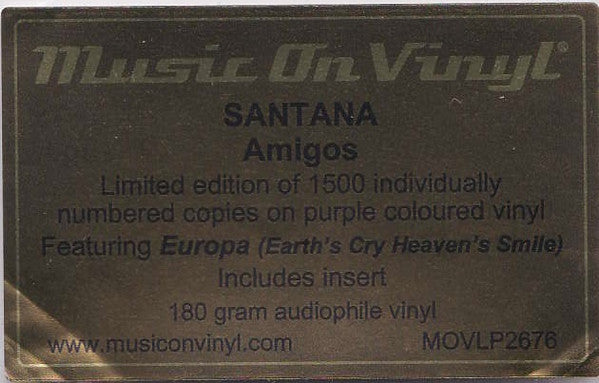 Music On Vinyl®
SANTANA
Amigos
Limited edition of 1500 individually
numbered copies on purple coloured vinyl
Featuring Europa (Earth's Cry Heaven's Smile)
Includes insert
180 gram audiophile vinyl
www.musiconvinyl.com MOVLP2676